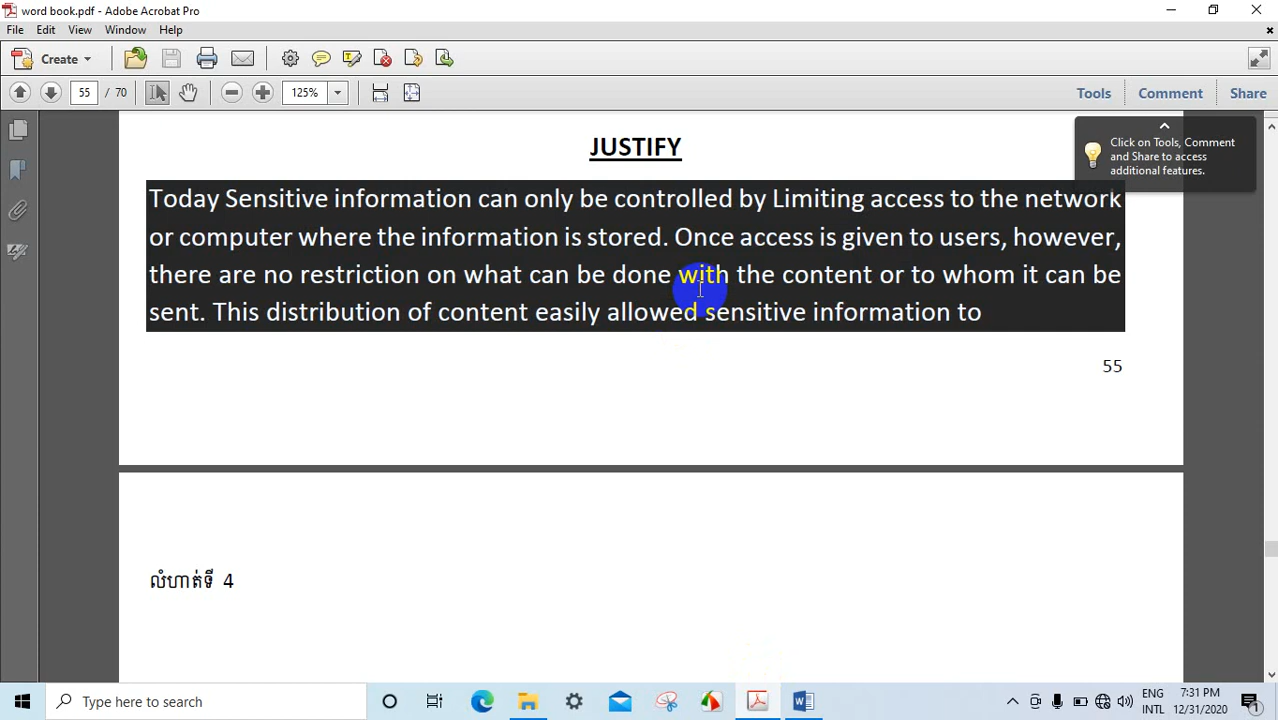 word book.pdf - Adobe Acrobat Pro
File Edit View Window Help
Create
55 / 70 125% Tools Comment Share
Click on Tools, Comment
and Share to access
additional features.
JUSTIFY
Today Sensitive information can only be controlled by Limiting access to the network
or computer where the information is stored. Once access is given to users, however,
there are no restriction on what can be done with the content or to whom it can be
sent. This distribution of content easily allowed sensitive information to
55
លំហាត់ទី 4
Type here to search
ENG 7:31 PM
INTL 12/31/2020